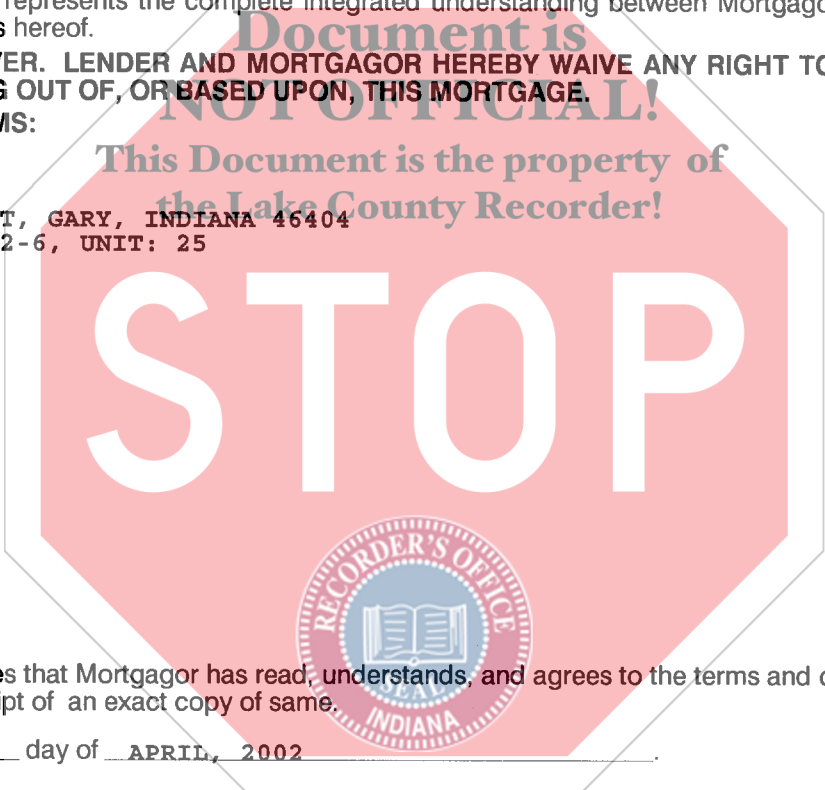 represents the complete integrated understanding between Mortgago
s hereof.
Document is
ER. LENDER AND MORTGAGOR HEREBY WAIVE ANY RIGHT TO
G OUT OF, OR BASED UPON, THIS MORTGAGE.
NOT OFFICIAL!
MS:
This Document is the property of
the Lake County Recorder!
T, GARY, INDIANA 46404
2-6, UNIT: 25
STOP
RECORDER'S OFFICE
SEAL
INDIANA
es that Mortgagor has read, understands, and agrees to the terms and
ipt of an exact copy of same.
day of APRIL, 2002.